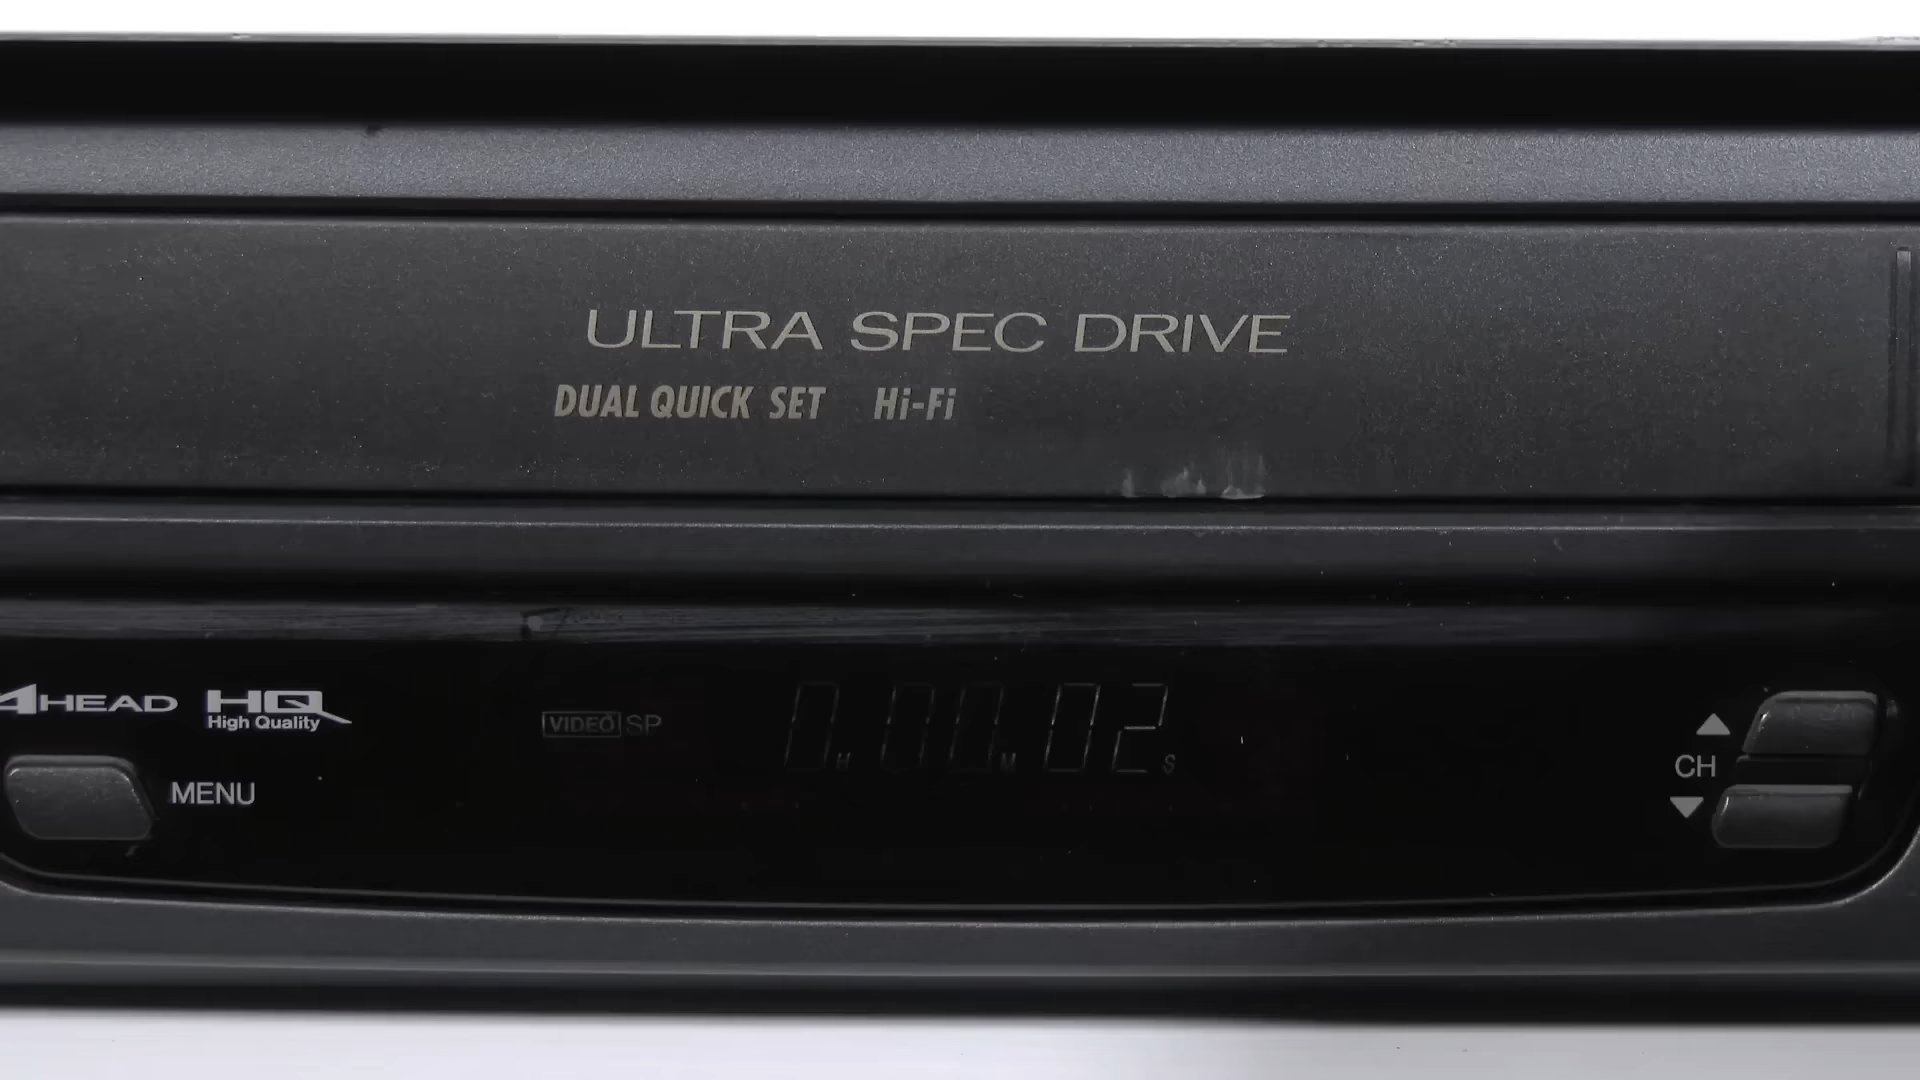 ULTRA SPEC DRIVE
DUAL QUICK SET Hi-Fi
4HEAD HQ High Quality
VIDEO SP 0H00M02S
MENU
CH